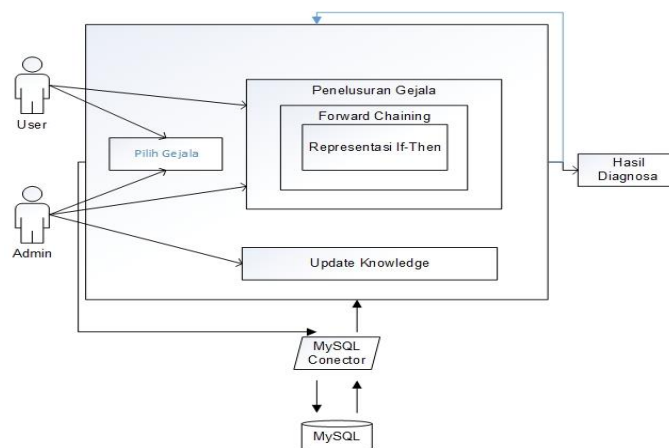 Penelusuran Gejala
Forward Chaining
User
Pilih Gejala
Representasi If-Then
Hasil
Diagnosa
Admin
Update Knowledge
MySQL
Conector
MySQL